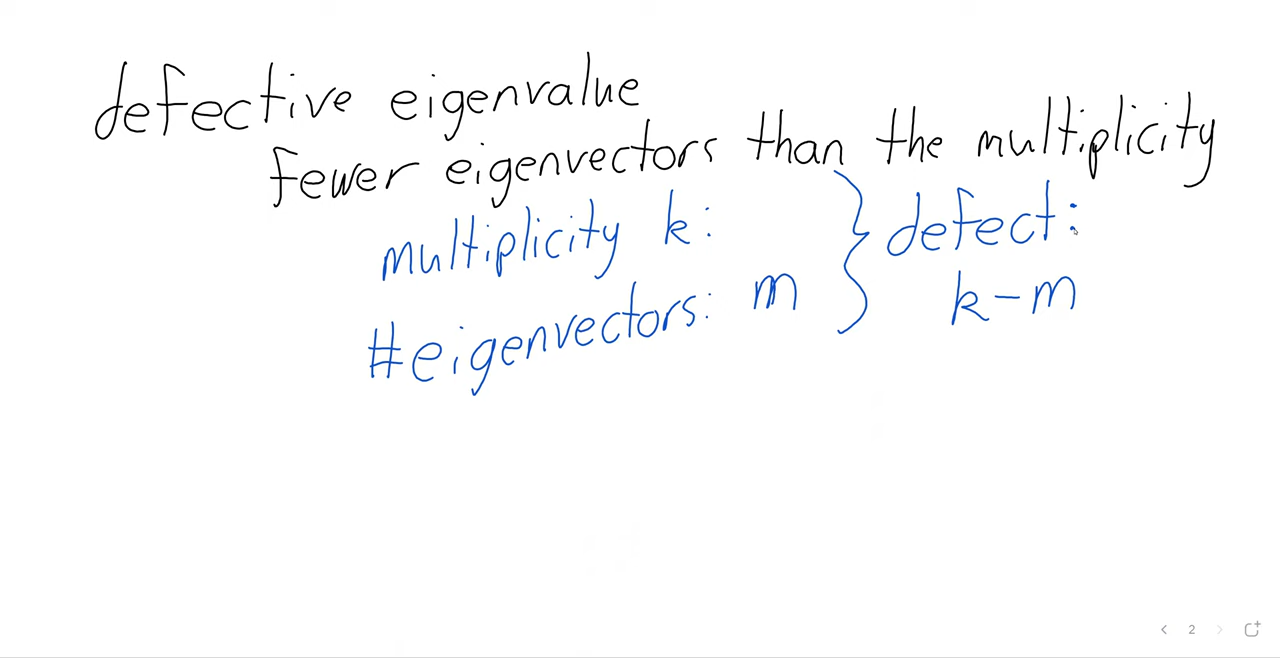 defective eigenvalue
fewer eigenvectors than the multiplicity
multiplicity k:
#eigenvectors: m
defect:
k-m
2